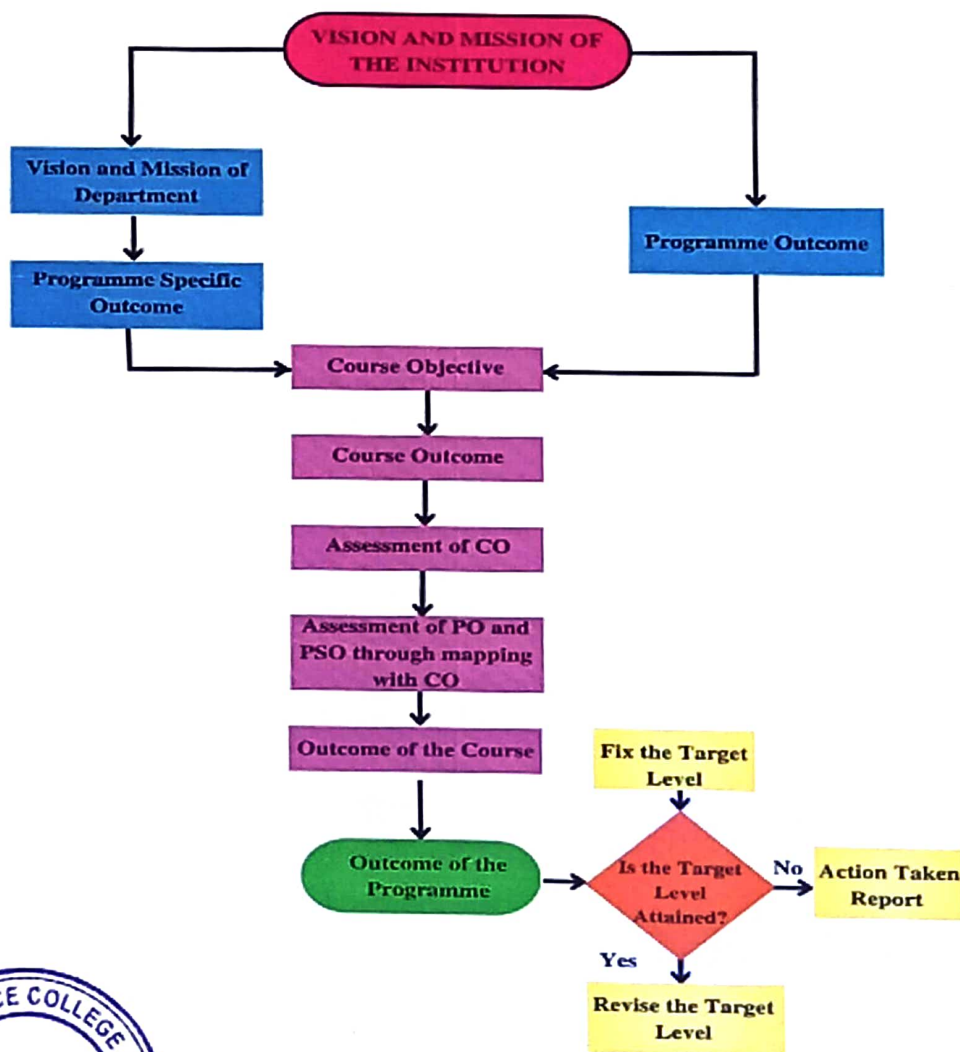 VISION AND MISSION OF
THE INSTITUTION
Vision and Mission of
Department
Programme Outcome
Programme Specific
Outcome
Course Objective
Course Outcome
Assessment of CO
Assessment of PO and
PSO through mapping
with CO
Outcome of the Course
Fix the Target
Level
Outcome of the
Programme
Is the Target
Level
Attained?
No
Action Taken
Report
Yes
Revise the Target
Level
COLLEGE